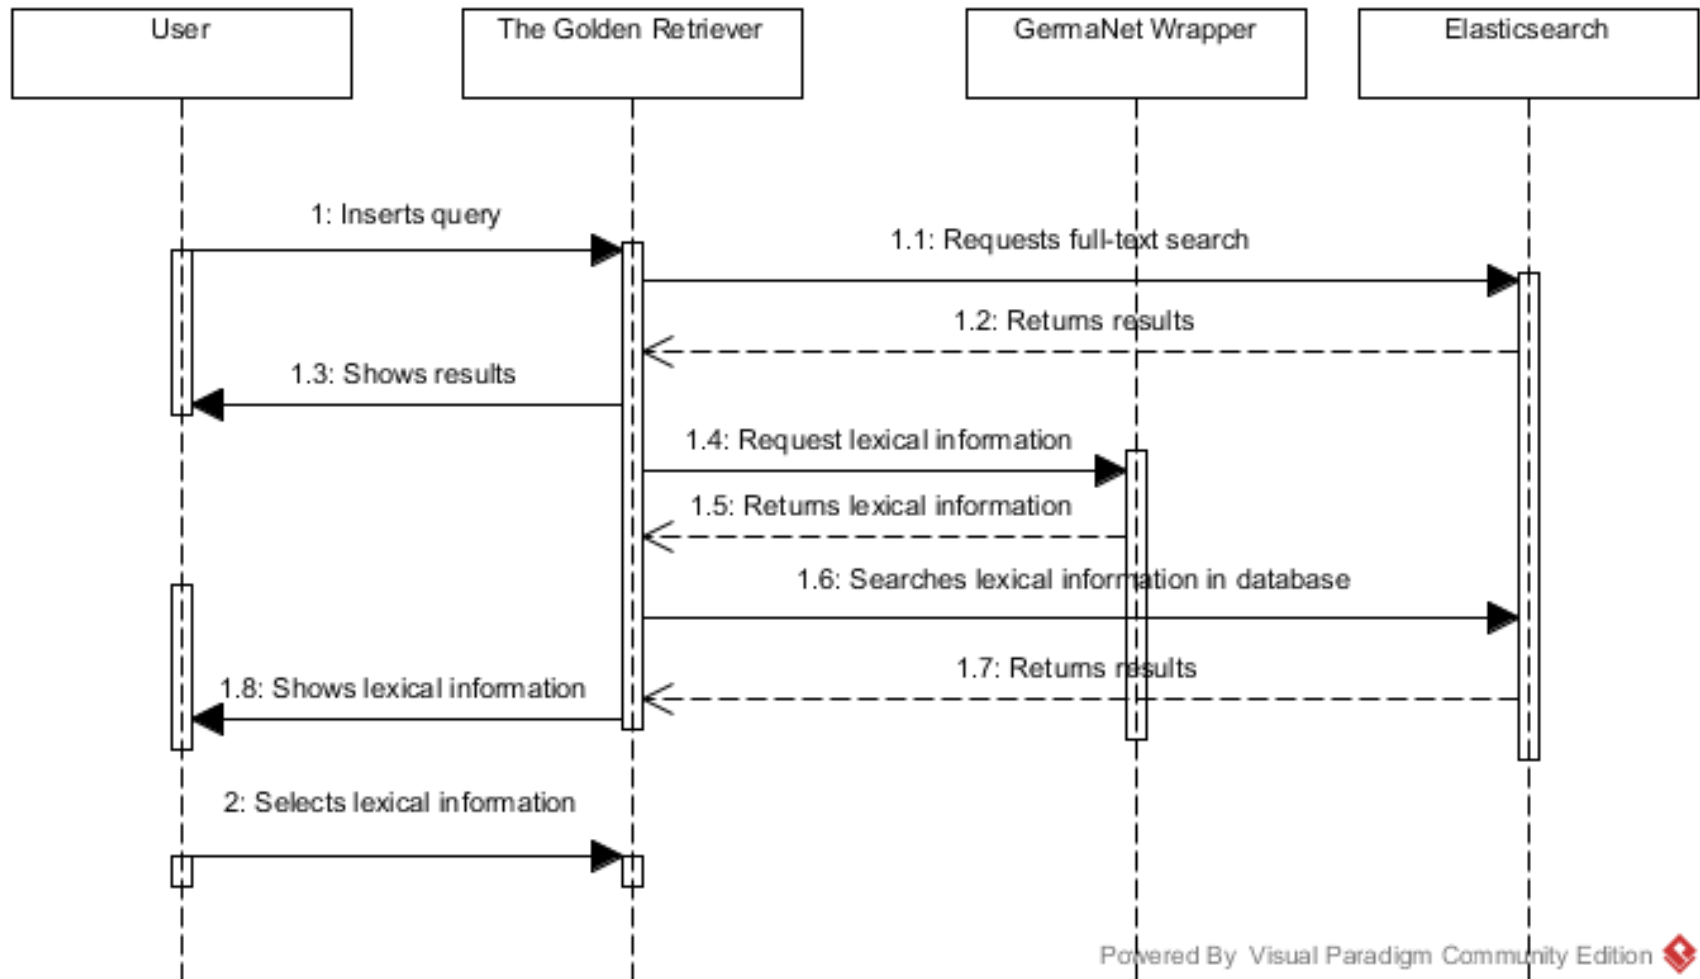 User
The Golden Retriever
GermaNet Wrapper
Elasticsearch
1: Inserts query
1.1: Requests full-text search
1.2: Returns results
1.3: Shows results
1.4: Request lexical information
1.5: Returns lexical information
1.6: Searches lexical information in database
1.7: Returns results
1.8: Shows lexical information
2: Selects lexical information
Powered By Visual Paradigm Community Edition